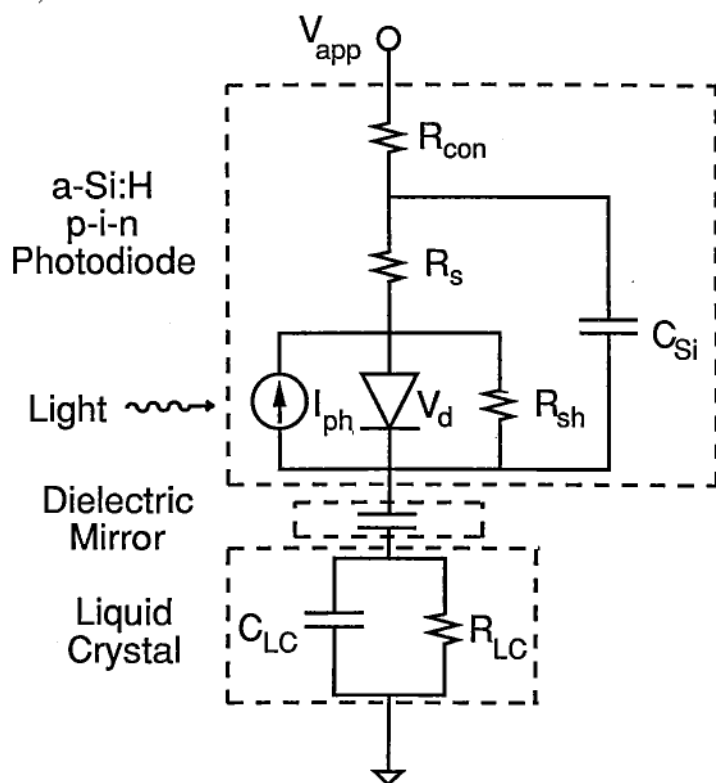 V_app
R_con
a-Si:H
p-i-n
Photodiode
R_s
C_Si
Light
I_ph
V_d
R_sh
Dielectric
Mirror
Liquid
Crystal
C_LC
R_LC